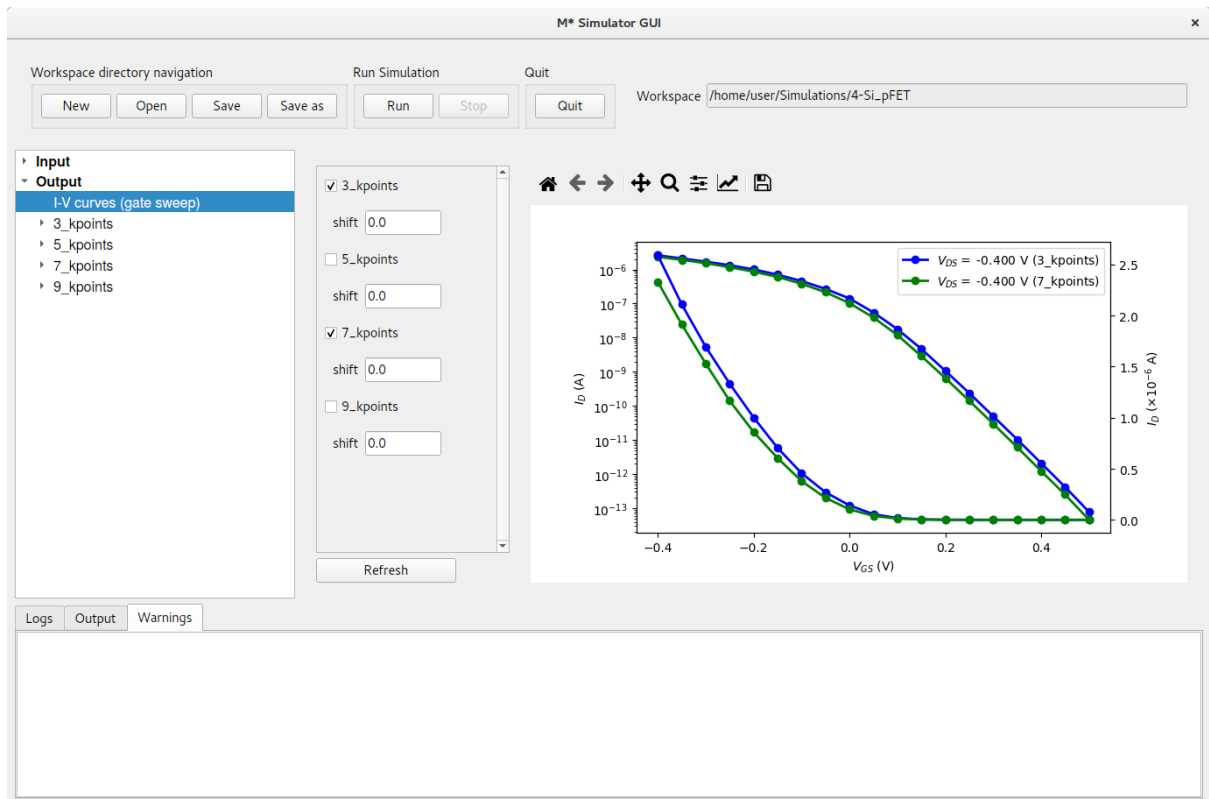 M* Simulator GUI ×
Workspace directory navigation Run Simulation Quit
New Open Save Save as Run Stop Quit Workspace /home/user/Simulations/4-Si_pFET
Input
Output
I-V curves (gate sweep)
3_kpoints
5_kpoints
7_kpoints
9_kpoints
3_kpoints
shift 0.0
5_kpoints
shift 0.0
7_kpoints
shift 0.0
9_kpoints
shift 0.0
Refresh
V_DS = -0.400 V (3_kpoints)
V_DS = -0.400 V (7_kpoints)
10⁻⁶
10⁻⁷
10⁻⁸
10⁻⁹
10⁻¹⁰
10⁻¹¹
10⁻¹²
10⁻¹³
I_D (A)
2.5
2.0
1.5
1.0
0.5
0.0
I_D (×10⁻⁶ A)
−0.4 −0.2 0.0 0.2 0.4
V_GS (V)
Logs Output Warnings